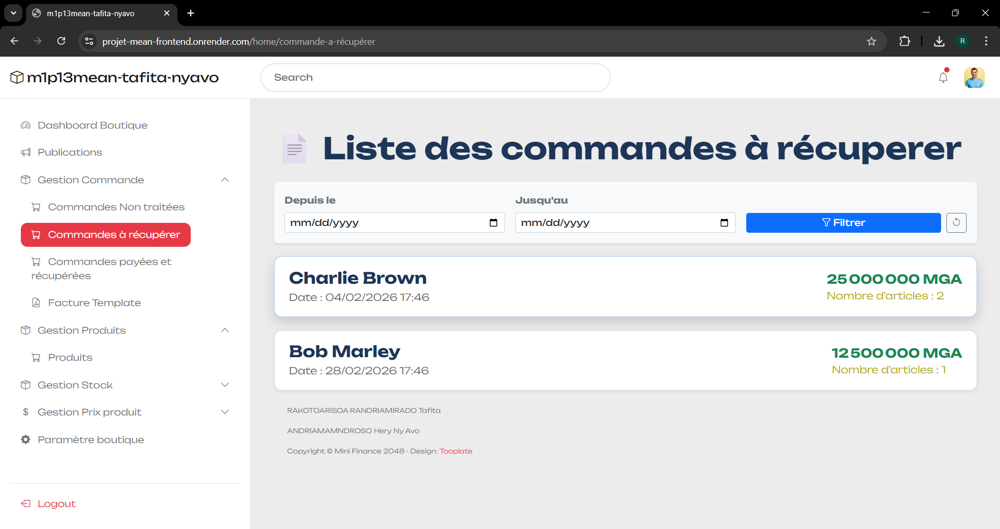 m1p13mean-tafita-nyavo
projet-mean-frontend.onrender.com/home/commande-a-récupérer
R
m1p13mean-tafita-nyavo
Search
Dashboard Boutique
Publications
Gestion Commande
Commandes Non traitées
Commandes à récupérer
Commandes payées et
récupérées
Facture Template
Gestion Produits
Produits
Gestion Stock
Gestion Prix produit
Paramètre boutique
Logout
Liste des commandes à récuperer
Depuis le
Jusqu'au
mm/dd/yyyy
mm/dd/yyyy
Filtrer
Charlie Brown
25 000 000 MGA
Date : 04/02/2026 17:46
Nombre d’articles : 2
Bob Marley
12 500 000 MGA
Date : 28/02/2026 17:46
Nombre d’articles : 1
RAKOTOARISOA RANDRIAMIRADO Tafita
ANDRIAMAMNDROSO Hery Ny Avo
Copyright © Mini Finance 2048 - Design: Tooplate